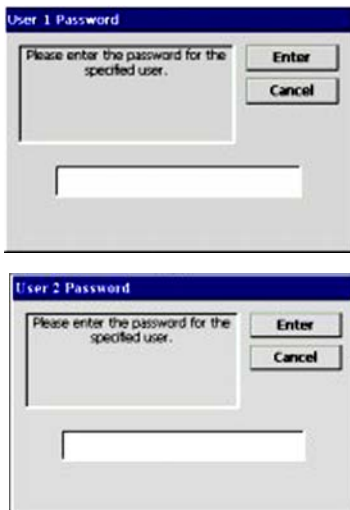 User 1 Password
Please enter the password for the
specified user.
Enter
Cancel
User 2 Password
Please enter the password for the
specified user.
Enter
Cancel